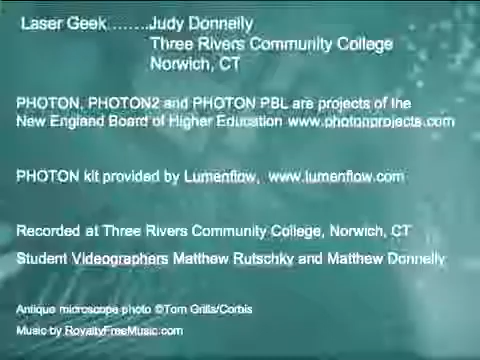 Laser Geek........Judy Donnelly
Three Rivers Community College
Norwich, CT
PHOTON, PHOTON2 and PHOTON PBL are projects of the
New England Board of Higher Education www.photonprojects.com
PHOTON kit provided by Lumenflow, www.lumenflow.com
Recorded at Three Rivers Community College, Norwich, CT
Student Videographers Matthew Rutschky and Matthew Donnelly
Antique microscope photo ©Tom Grills/Corbis
Music by RoyaltyFreeMusic.com